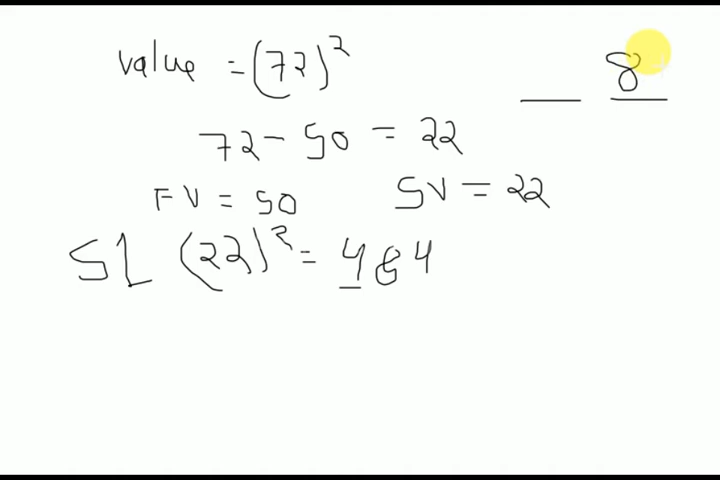 value = (72)² 8
72 - 50 = 22
FV = 50 SV = 22
SL (22)² = 484